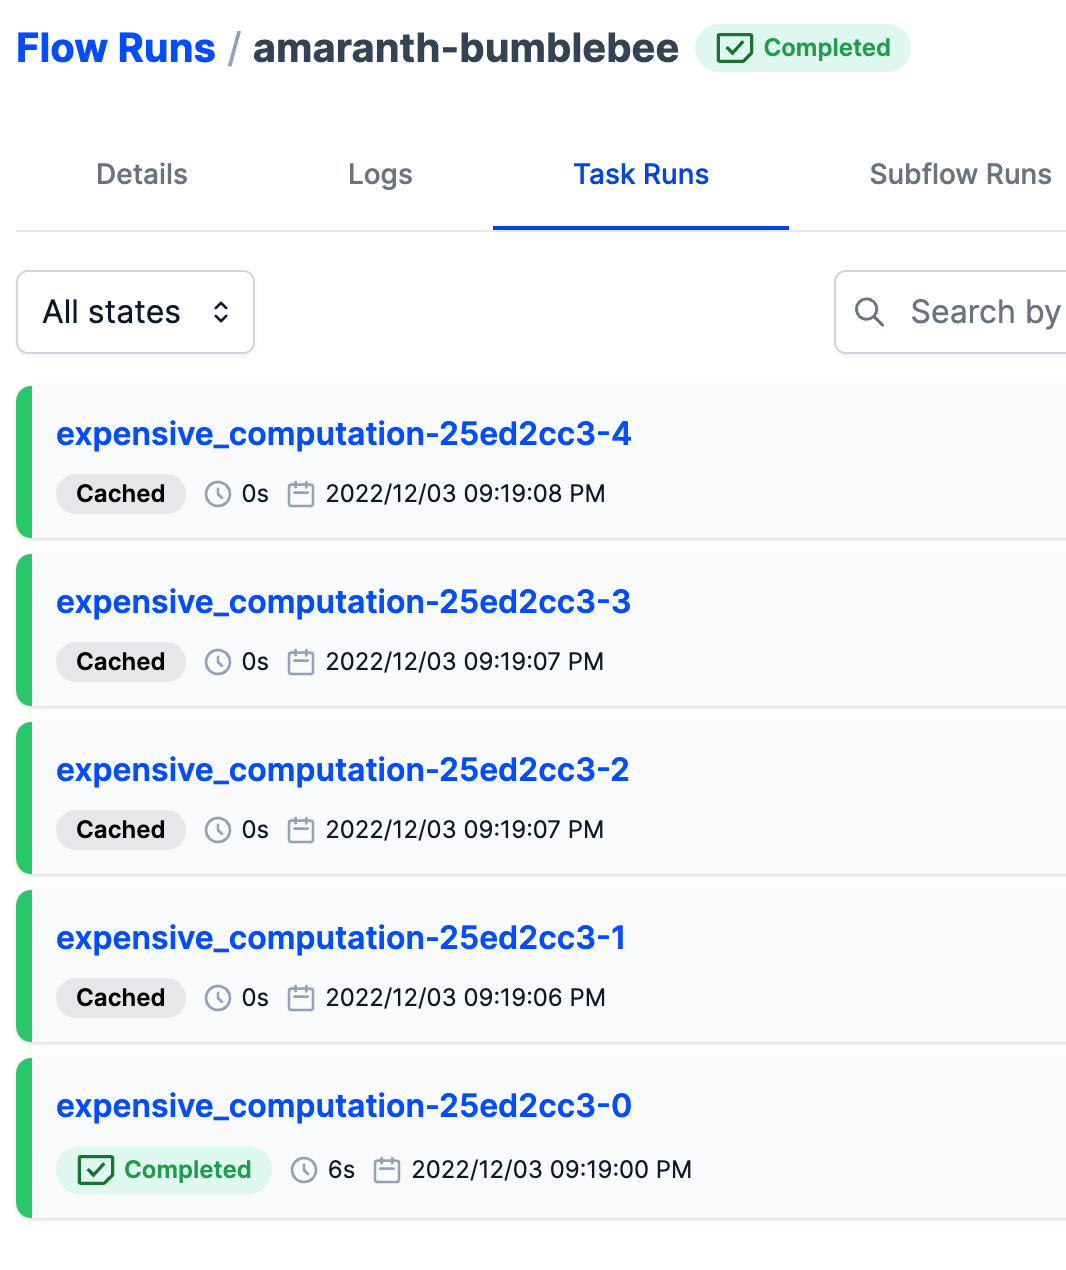 Flow Runs / amaranth-bumblebee Completed
Details Logs Task Runs Subflow Runs
All states Search by
expensive_computation-25ed2cc3-4
Cached 0s 2022/12/03 09:19:08 PM
expensive_computation-25ed2cc3-3
Cached 0s 2022/12/03 09:19:07 PM
expensive_computation-25ed2cc3-2
Cached 0s 2022/12/03 09:19:07 PM
expensive_computation-25ed2cc3-1
Cached 0s 2022/12/03 09:19:06 PM
expensive_computation-25ed2cc3-0
Completed 6s 2022/12/03 09:19:00 PM